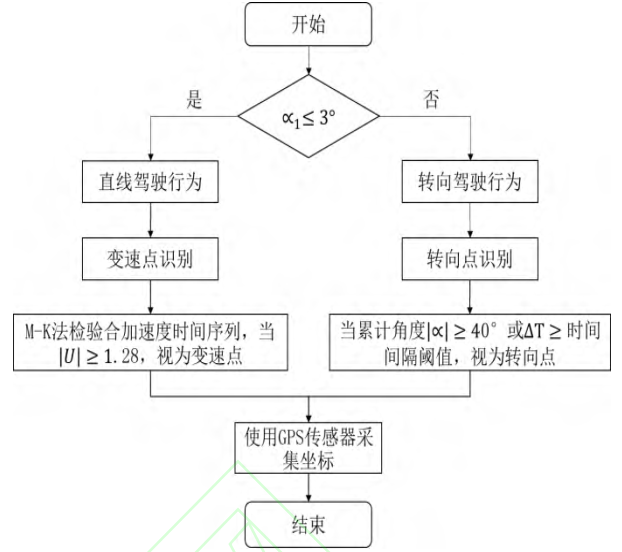 开始
是
否
∝₁≤ 3°
直线驾驶行为
转向驾驶行为
变速点识别
转向点识别
M-K法检验合加速度时间序列，当
|U| ≥ 1.28，视为变速点
当累计角度|∝| ≥ 40° 或ΔT ≥ 时间
间隔阈值，视为转向点
使用GPS传感器采
集坐标
结束